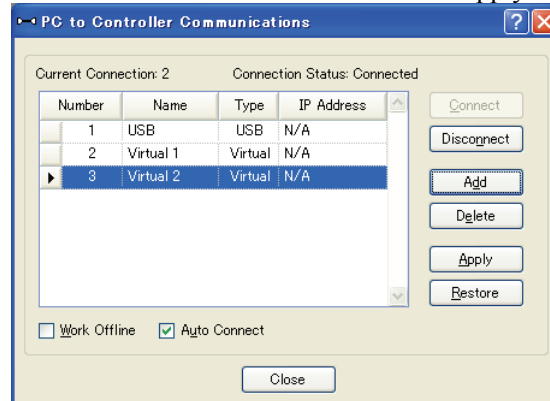 PC to Controller Communications
Current Connection: 2 Connection Status: Connected
Number Name Type IP Address
1 USB USB N/A
2 Virtual 1 Virtual N/A
3 Virtual 2 Virtual N/A
Connect
Disconnect
Add
Delete
Apply
Restore
Work Offline Auto Connect
Close